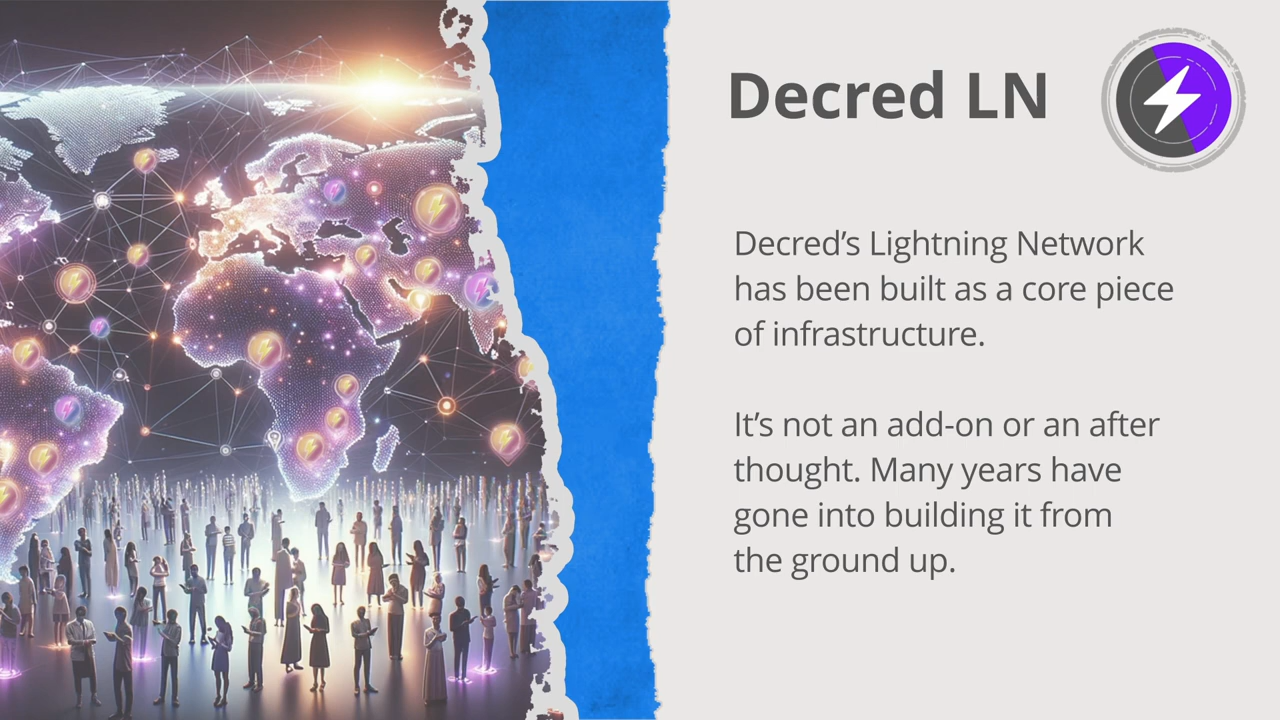 Decred LN
Decred’s Lightning Network
has been built as a core piece
of infrastructure.
It’s not an add-on or an after
thought. Many years have
gone into building it from
the ground up.